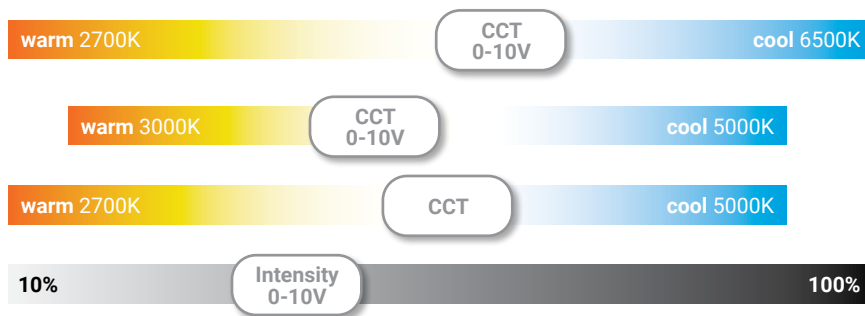 warm 2700K
CCT
0-10V
cool 6500K
warm 3000K
CCT
0-10V
cool 5000K
warm 2700K
CCT
cool 5000K
10%
Intensity
0-10V
100%